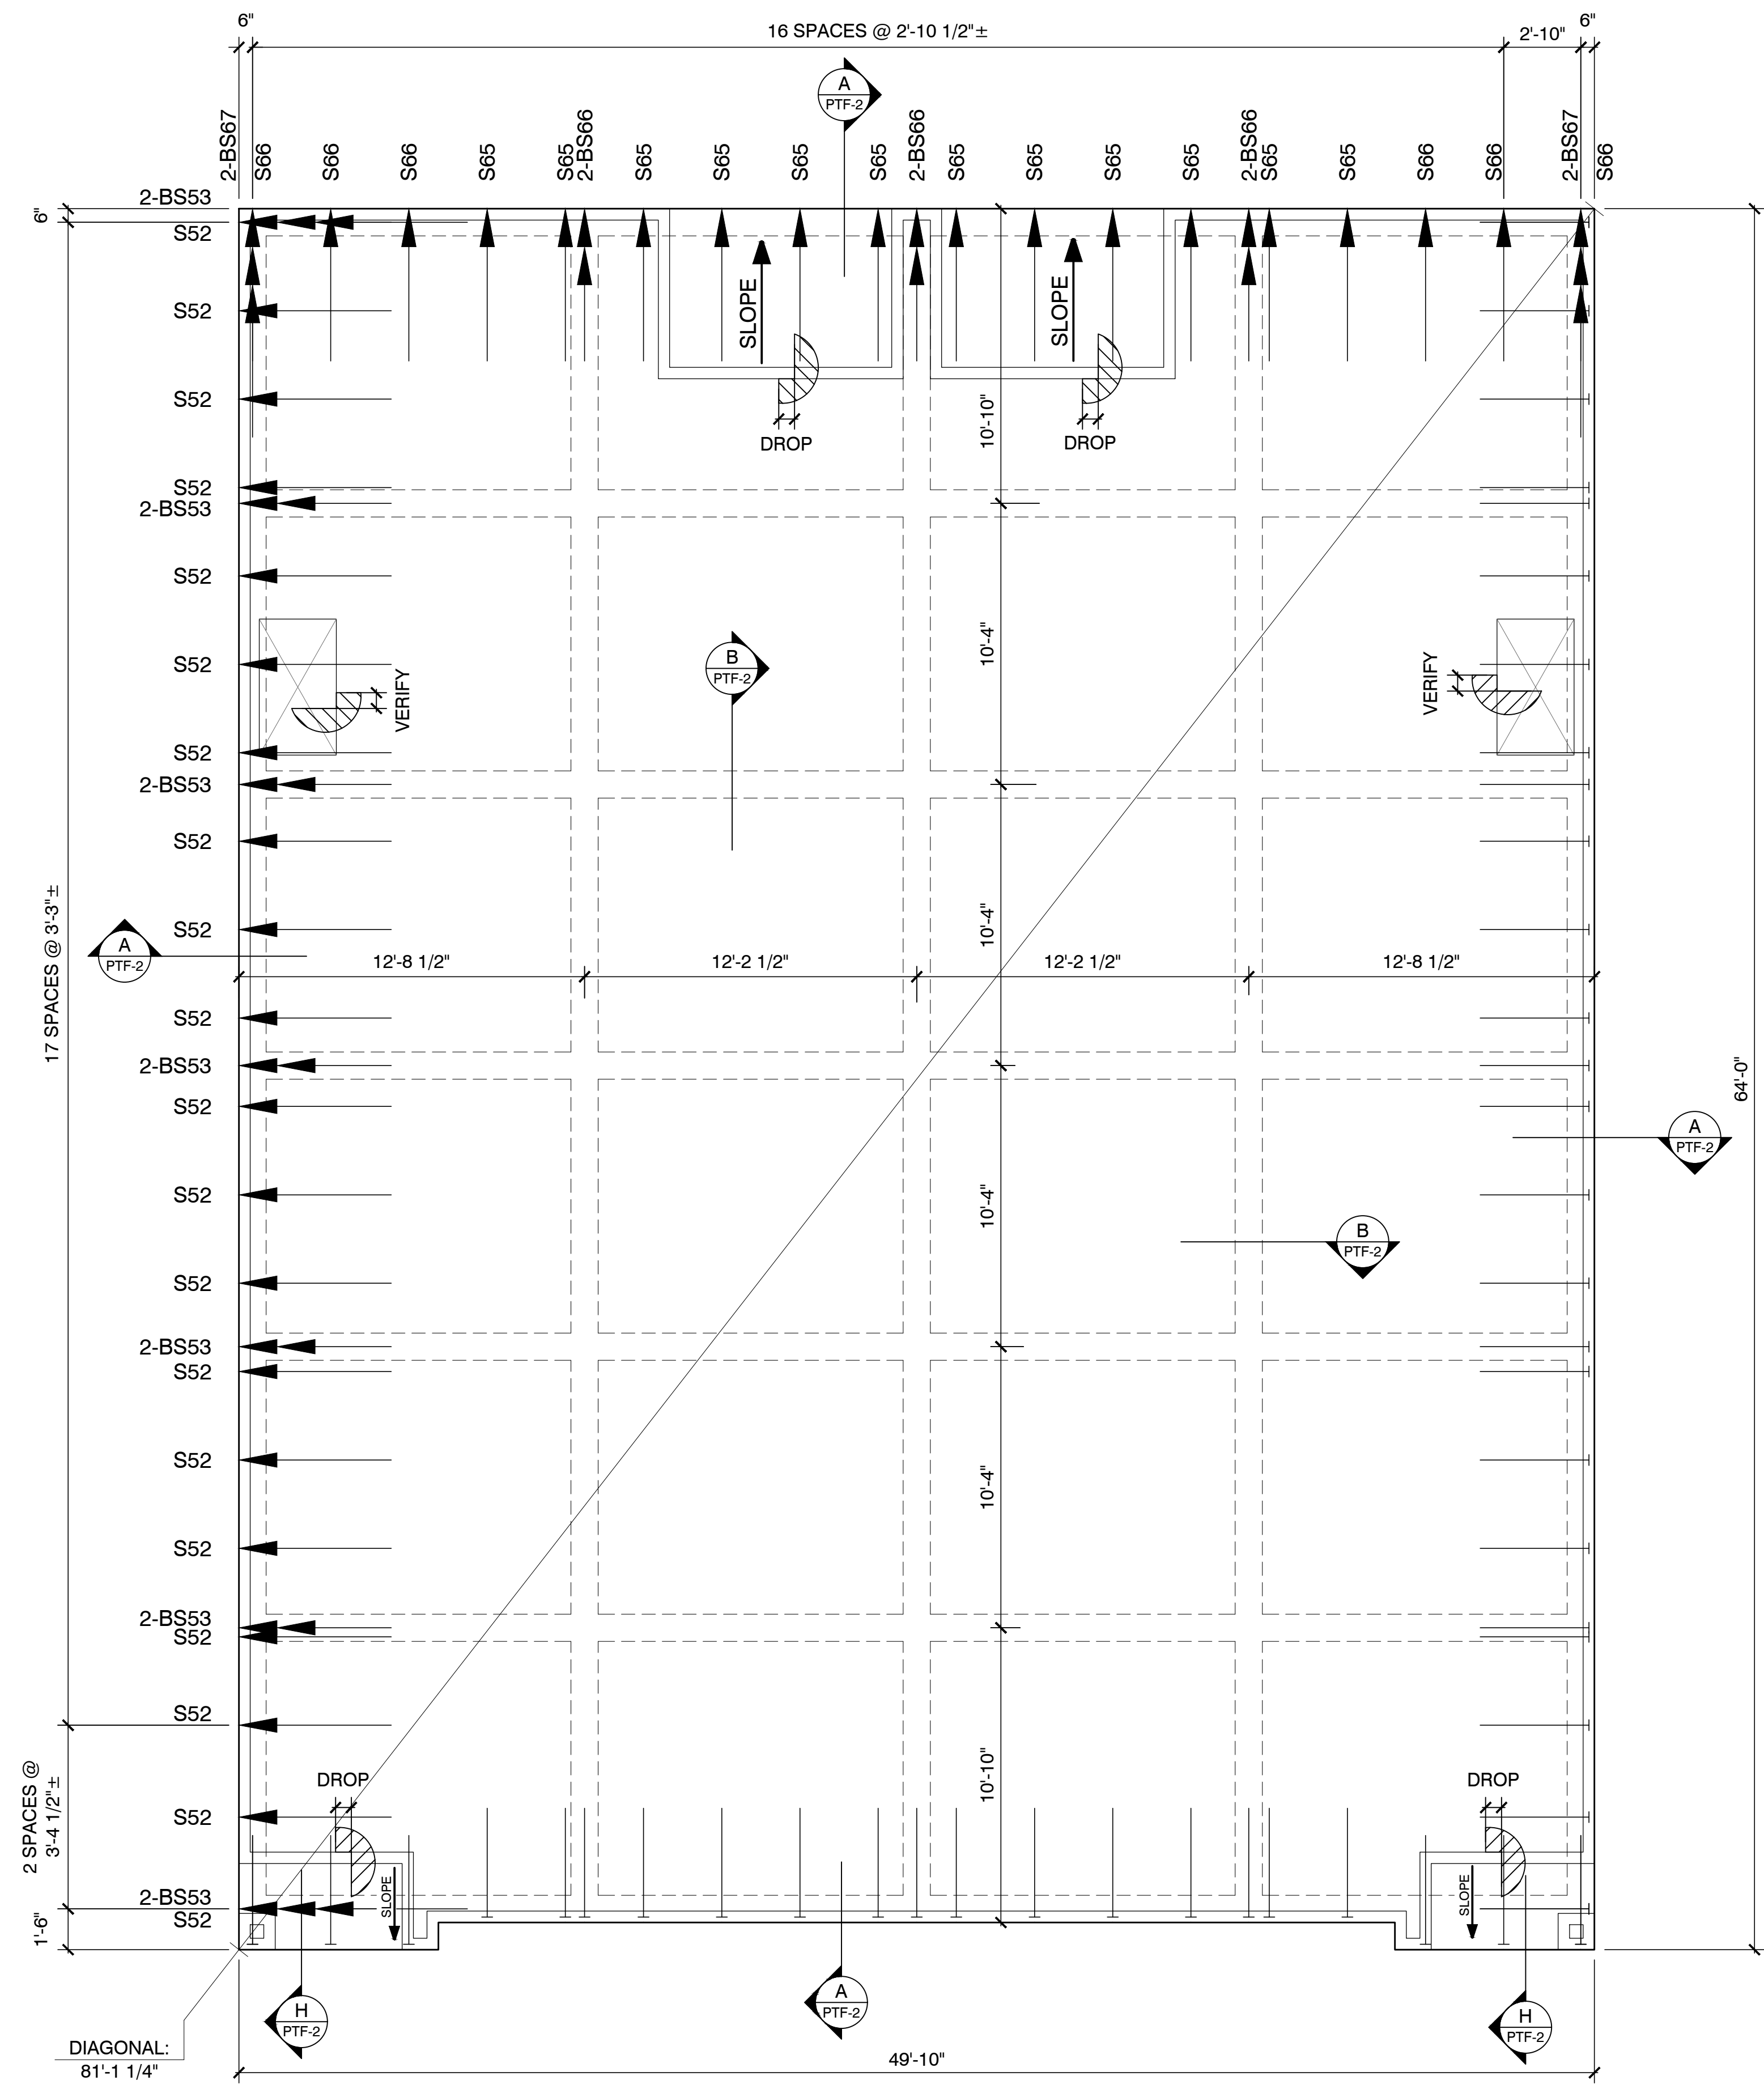 6"
16 SPACES @ 2'-10 1/2"±
2'-10"
6"
A
PTF-2
2-BS67
S66
S66
S66
S65
S65
2-BS66
S65
S65
S65
S65
2-BS66
S65
S65
S65
S65
2-BS66
S65
S65
S66
S66
2-BS67
S66
6"
2-BS53
S52
S52
SLOPE
SLOPE
S52
10'-10"
DROP
DROP
S52
2-BS53
S52
B
PTF-2
10'-4"
S52
VERIFY
VERIFY
S52
2-BS53
S52
17 SPACES @ 3'-3"±
A
PTF-2
S52
10'-4"
12'-8 1/2"
12'-2 1/2"
12'-2 1/2"
12'-8 1/2"
S52
2-BS53
64'-0"
S52
A
PTF-2
S52
10'-4"
B
PTF-2
S52
2-BS53
S52
S52
10'-4"
S52
2-BS53
S52
S52
10'-10"
DROP
DROP
2 SPACES @
3'-4 1/2"±
S52
SLOPE
SLOPE
2-BS53
S52
1'-6"
H
PTF-2
A
PTF-2
H
PTF-2
DIAGONAL:
81'-1 1/4"
49'-10"